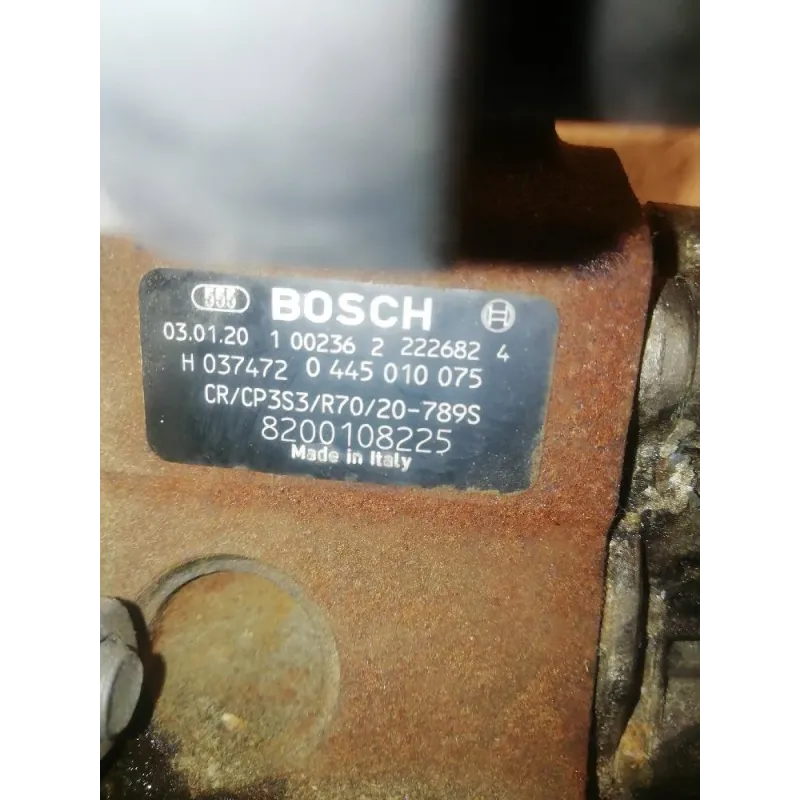 BOSCH
03.01.20 1 00236 2 222682 4
H 037472 0 445 010 075
CR/CP3S3/R70/20-789S
8200108225
Made in Italy